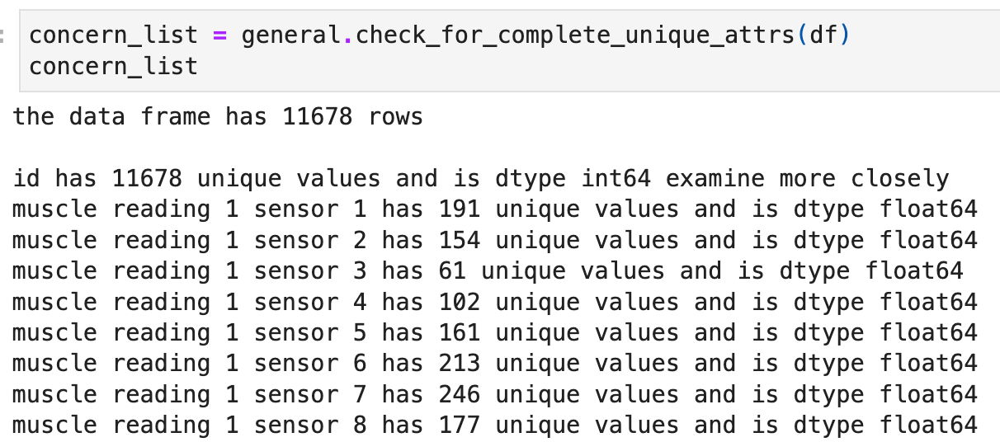 concern_list = general.check_for_complete_unique_attrs(df)
concern_list
the data frame has 11678 rows
id has 11678 unique values and is dtype int64 examine more closely
muscle reading 1 sensor 1 has 191 unique values and is dtype float64
muscle reading 1 sensor 2 has 154 unique values and is dtype float64
muscle reading 1 sensor 3 has 61 unique values and is dtype float64
muscle reading 1 sensor 4 has 102 unique values and is dtype float64
muscle reading 1 sensor 5 has 161 unique values and is dtype float64
muscle reading 1 sensor 6 has 213 unique values and is dtype float64
muscle reading 1 sensor 7 has 246 unique values and is dtype float64
muscle reading 1 sensor 8 has 177 unique values and is dtype float64